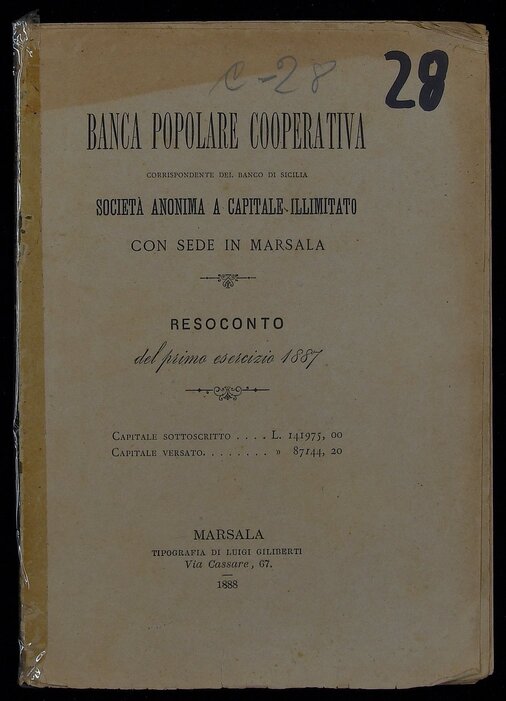 C-28
28
BANCA POPOLARE COOPERATIVA
CORRISPONDENTE DEL BANCO DI SICILIA
SOCIETÀ ANONIMA A CAPITALE ILLIMITATO
CON SEDE IN MARSALA
RESOCONTO
del primo esercizio 1887
CAPITALE SOTTOSCRITTO . . . . L. 141975, 00
CAPITALE VERSATO. . . . . . . . » 87144, 20
MARSALA
TIPOGRAFIA DI LUIGI GILIBERTI
Via Cassare, 67.
1888